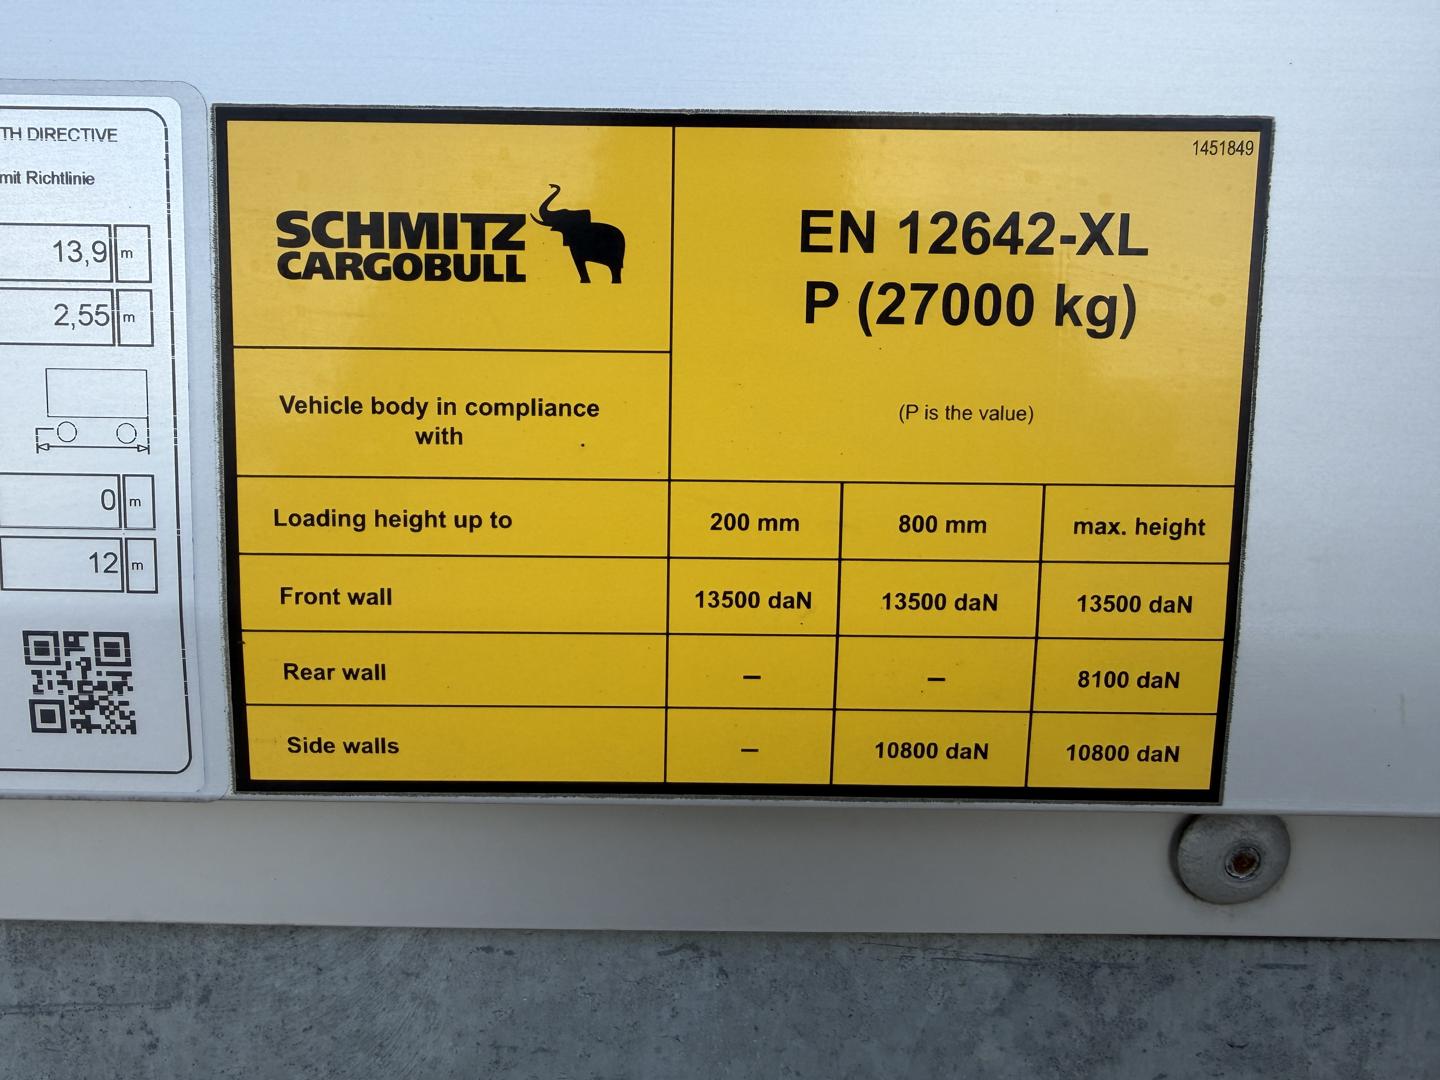 TH DIRECTIVE
mit Richtlinie
13,9 m
2,55 m
0 m
12 m
1451849
SCHMITZ
CARGOBULL
EN 12642-XL
P (27000 kg)
(P is the value)
Vehicle body in compliance
with
Loading height up to 200 mm 800 mm max. height
Front wall 13500 daN 13500 daN 13500 daN
Rear wall – – 8100 daN
Side walls – 10800 daN 10800 daN